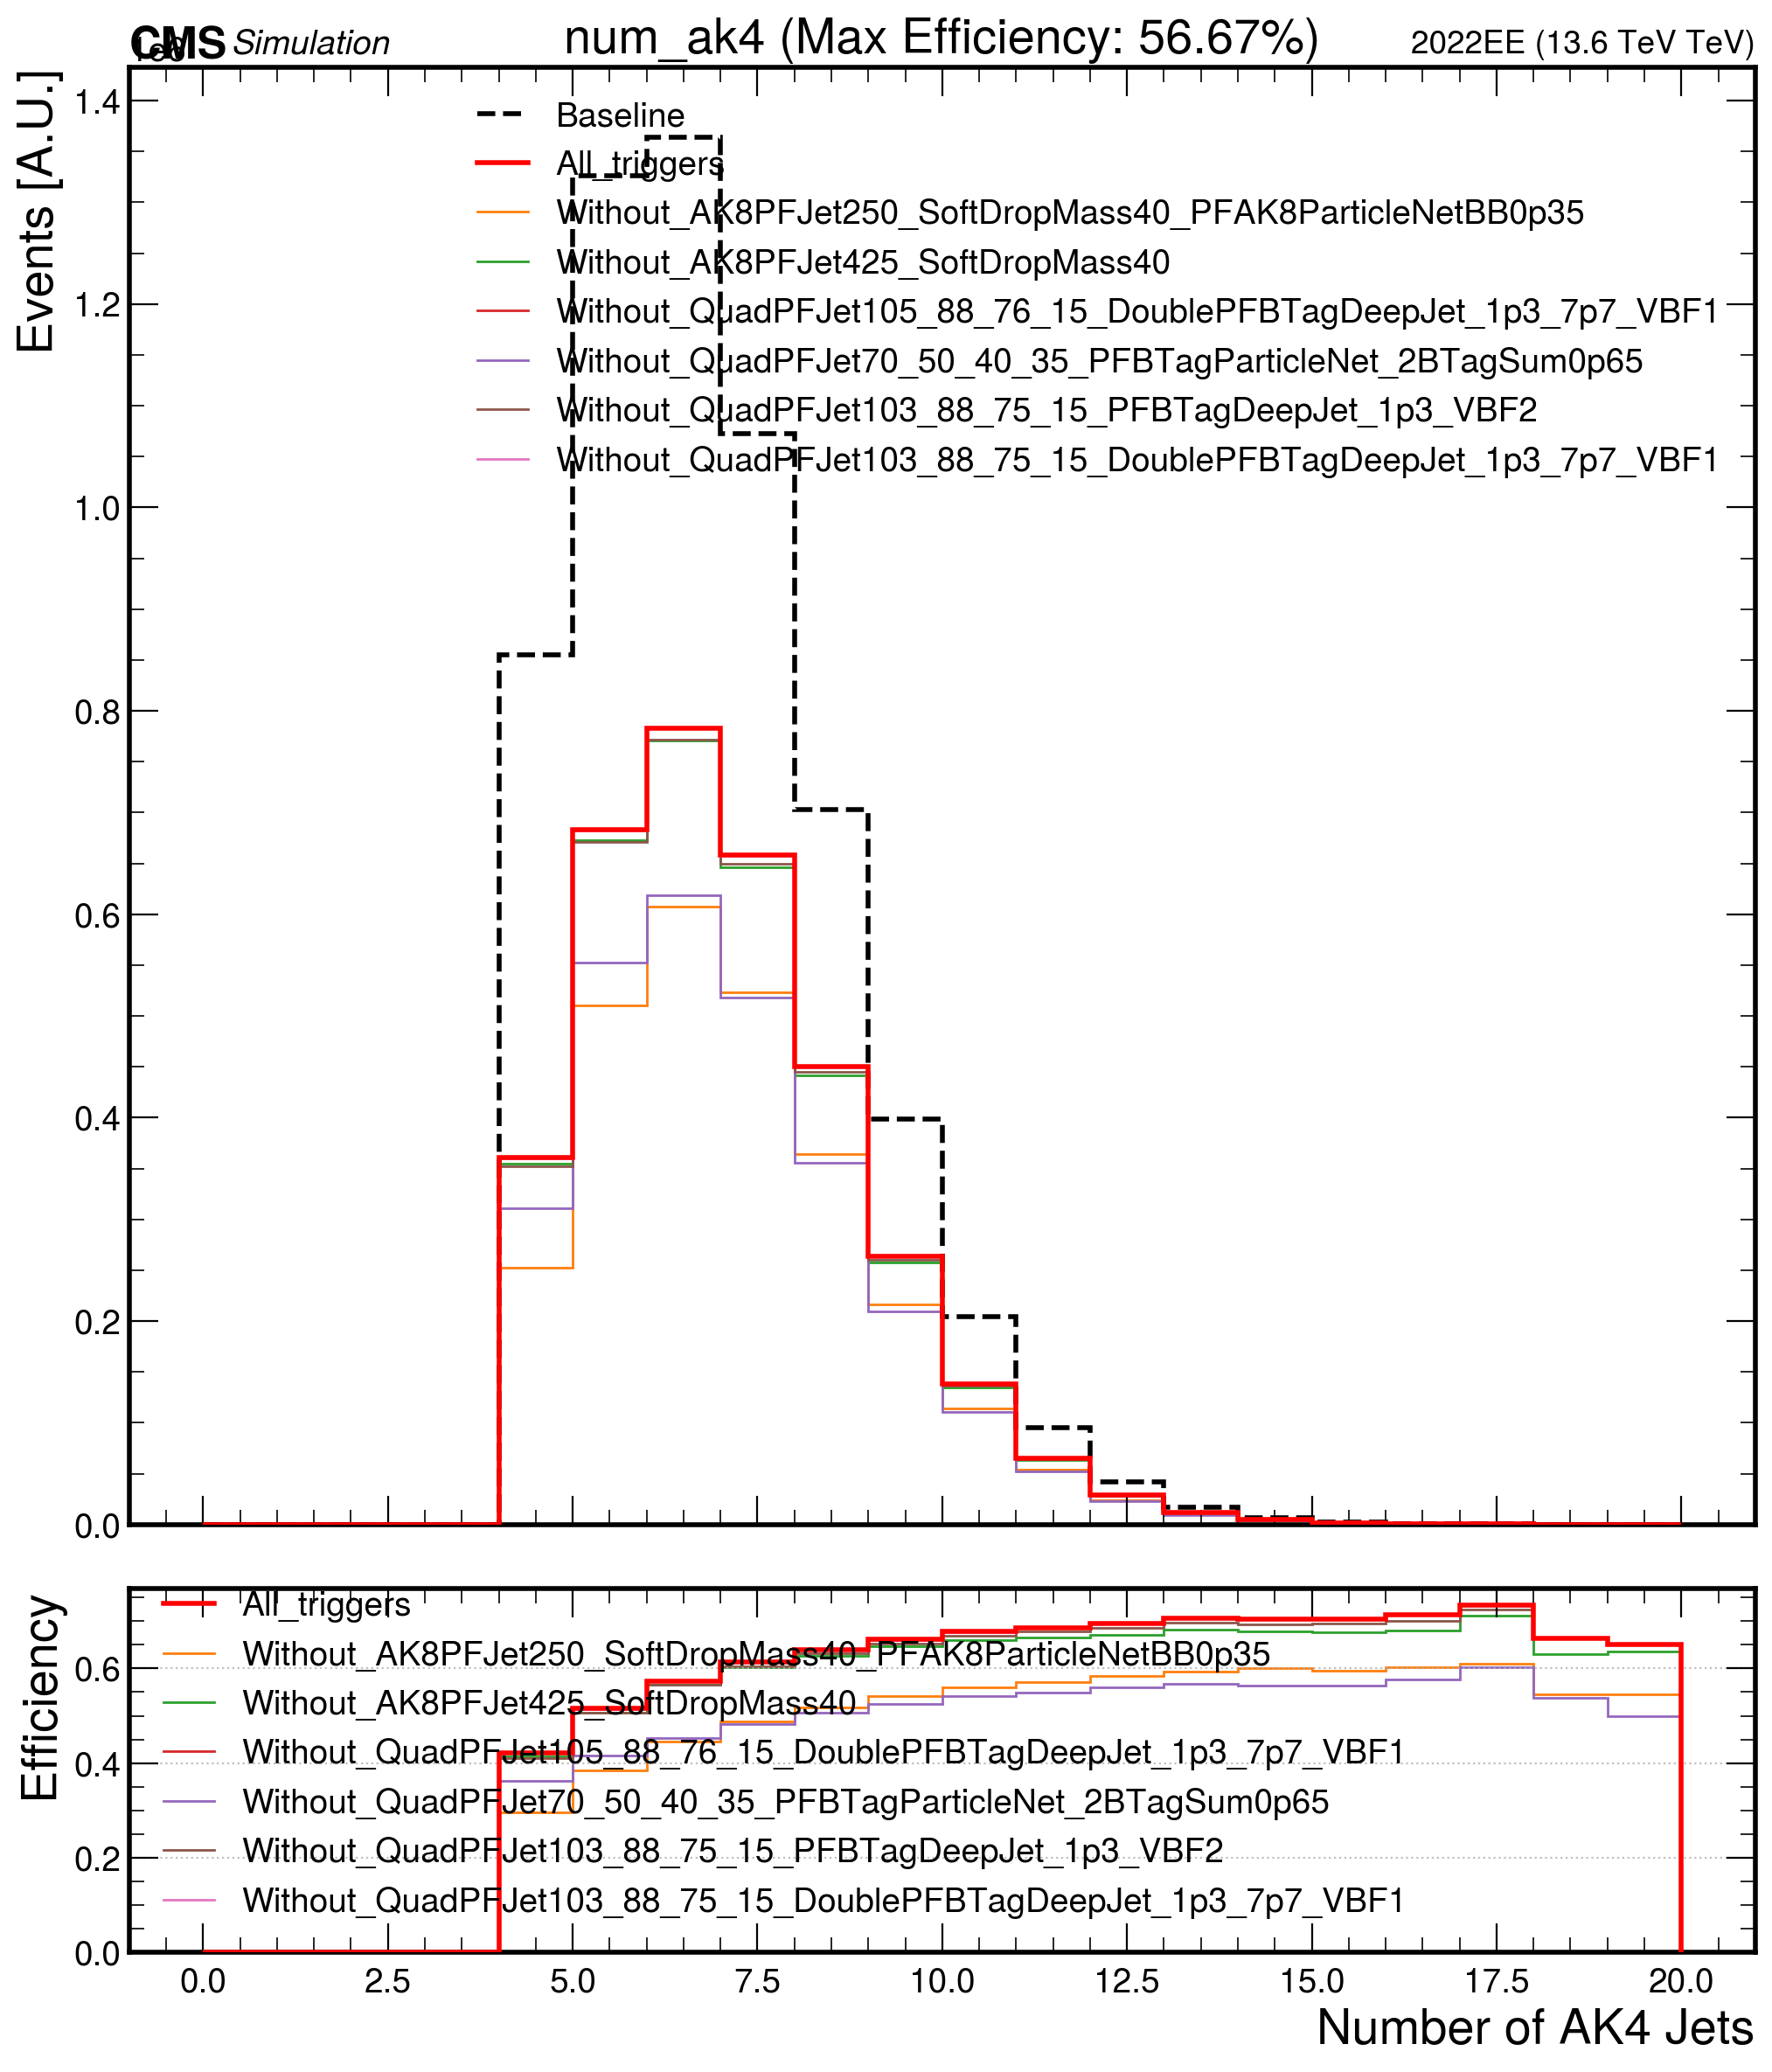 CMS Simulation num_ak4 (Max Efficiency: 56.67%) 2022EE (13.6 TeV TeV)
Events [A.U.]
1.4
1.2
1.0
0.8
0.6
0.4
0.2
0.0
Baseline
All_triggers
Without_AK8PFJet250_SoftDropMass40_PFAK8ParticleNetBB0p35
Without_AK8PFJet425_SoftDropMass40
Without_QuadPFJet105_88_76_15_DoublePFBTagDeepJet_1p3_7p7_VBF1
Without_QuadPFJet70_50_40_35_PFBTagParticleNet_2BTagSum0p65
Without_QuadPFJet103_88_75_15_PFBTagDeepJet_1p3_VBF2
Without_QuadPFJet103_88_75_15_DoublePFBTagDeepJet_1p3_7p7_VBF1
Efficiency
0.6
0.4
0.2
0.0
All_triggers
Without_AK8PFJet250_SoftDropMass40_PFAK8ParticleNetBB0p35
Without_AK8PFJet425_SoftDropMass40
Without_QuadPFJet105_88_76_15_DoublePFBTagDeepJet_1p3_7p7_VBF1
Without_QuadPFJet70_50_40_35_PFBTagParticleNet_2BTagSum0p65
Without_QuadPFJet103_88_75_15_PFBTagDeepJet_1p3_VBF2
Without_QuadPFJet103_88_75_15_DoublePFBTagDeepJet_1p3_7p7_VBF1
0.0 2.5 5.0 7.5 10.0 12.5 15.0 17.5 20.0
Number of AK4 Jets